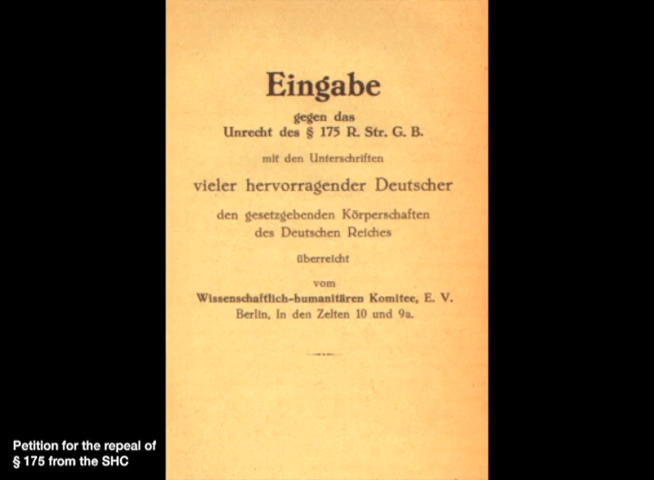 Eingabe
gegen das
Unrecht des § 175 R. Str. G. B.
mit den Unterschriften
vieler hervorragender Deutscher
den gesetzgebenden Körperschaften
des Deutschen Reiches
überreicht
vom
Wissenschaftlich-humanitären Komitee, E. V.
Berlin, In den Zelten 10 und 9a.
Petition for the repeal of
§ 175 from the SHC